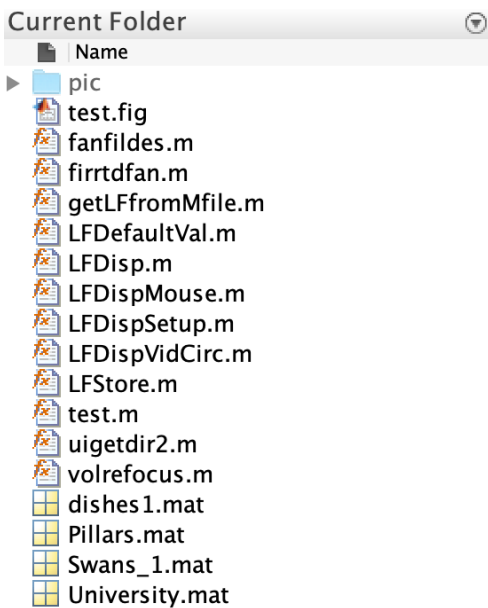 Current Folder
Name
pic
test.fig
fanfildes.m
firrtdfan.m
getLFfromMfile.m
LFDefaultVal.m
LFDisp.m
LFDispMouse.m
LFDispSetup.m
LFDispVidCirc.m
LFStore.m
test.m
uigetdir2.m
volrefocus.m
dishes1.mat
Pillars.mat
Swans_1.mat
University.mat